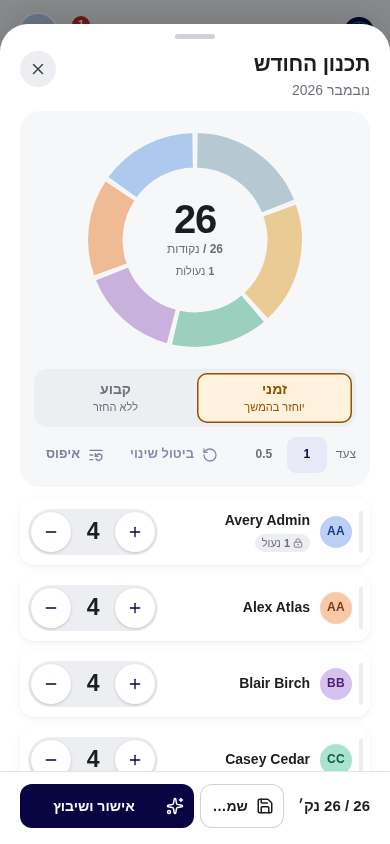 1
תכנון החודש
נובמבר 2026
26
26 / נקודות
1 נעולות
זמני
יוחזר בהמשך
קבוע
ללא החזר
צעד
1
0.5
ביטול שינוי
איפוס
AA
Avery Admin
1 נעול
+ 4 −
AA
Alex Atlas
+ 4 −
BB
Blair Birch
+ 4 −
CC
Casey Cedar
+ 4 −
26 / 26 נק׳
שמ...
אישור ושיבוץ